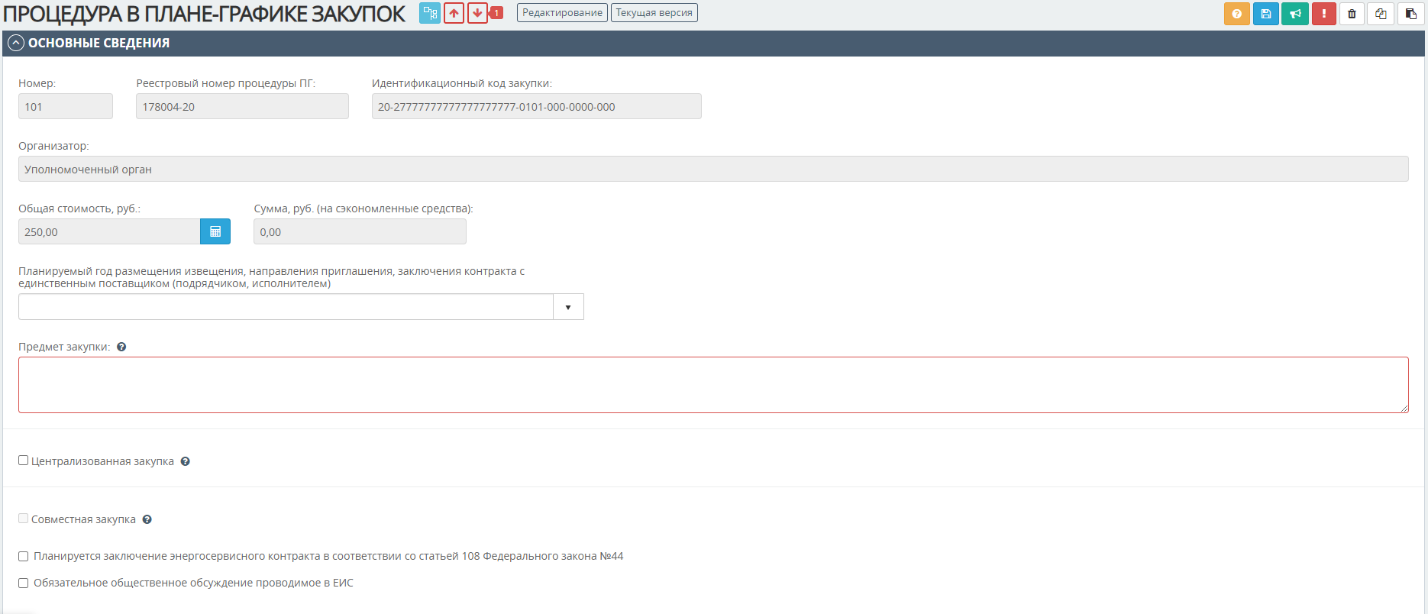 ПРОЦЕДУРА В ПЛАНЕ-ГРАФИКЕ ЗАКУПОК 1 Редактирование Текущая версия
ОСНОВНЫЕ СВЕДЕНИЯ
Номер: Реестровый номер процедуры ПГ: Идентификационный код закупки:
101 178004-20 20-27777777777777777777-0101-000-0000-000
Организатор:
Уполномоченный орган
Общая стоимость, руб.: Сумма, руб. (на сэкономленные средства):
250,00 0,00
Планируемый год размещения извещения, направления приглашения, заключения контракта с
единственным поставщиком (подрядчиком, исполнителем)
Предмет закупки:
Централизованная закупка
Совместная закупка
Планируется заключение энергосервисного контракта в соответствии со статьей 108 Федерального закона №44
Обязательное общественное обсуждение проводимое в ЕИС